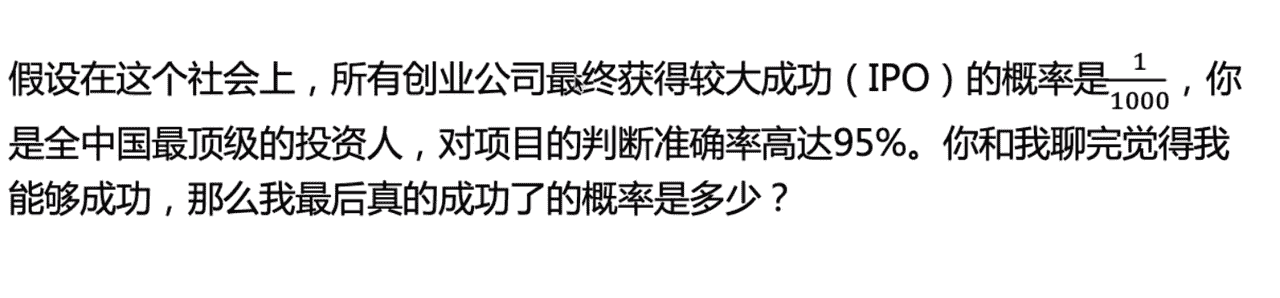 假设在这个社会上，所有创业公司最终获得较大成功（IPO）的概率是1/1000，你
是全中国最顶级的投资人，对项目的判断准确率高达95%。你和我聊完觉得我
能够成功，那么我最后真的成功了的概率是多少？